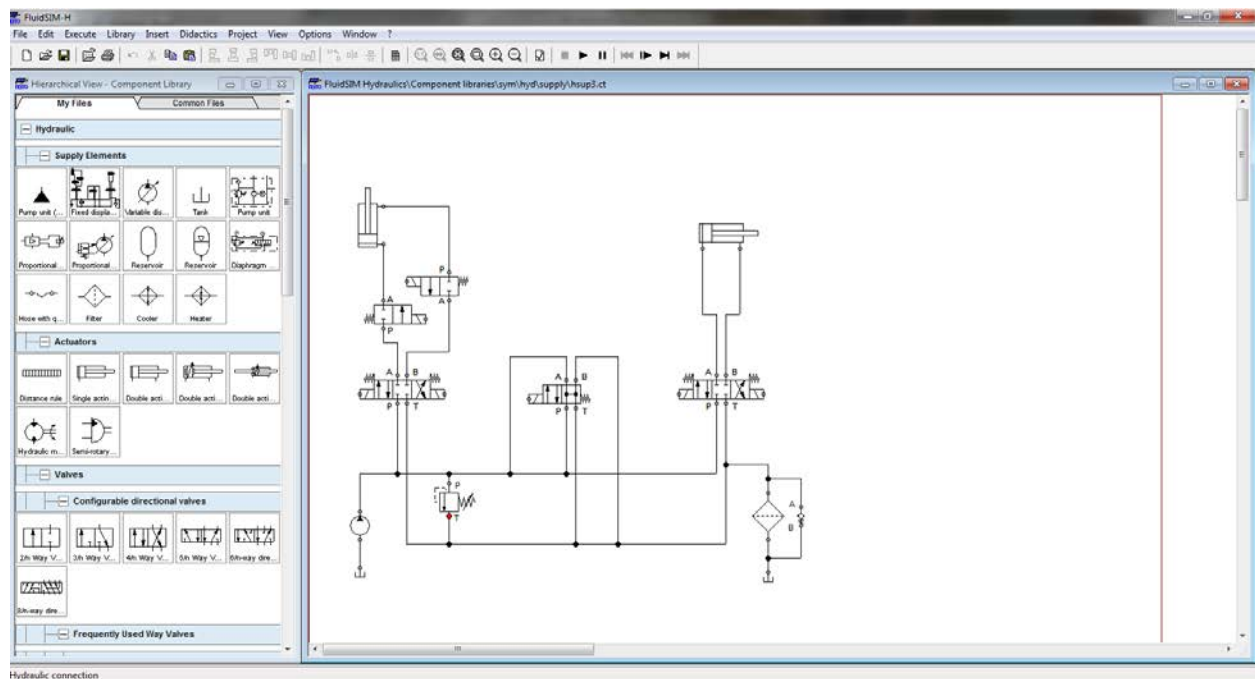 FluidSIM-H
File Edit Execute Library Insert Didactics Project View Options Window ?
Hierarchical View - Component Library
My Files Common Files
Hydraulic
Supply Elements
Pump unit (... Fixed displa... Variable dis... Tank Pump unit
Proportional... Proportional... Reservoir Reservoir Diaphragm ...
Hose with q... Filter Cooler Heater
Actuators
Distance rule Single actin... Double acti... Double acti... Double acti...
Hydraulic m... Semi-rotary...
Valves
Configurable directional valves
2/n Way V... 3/n Way V... 4/n Way V... 5/n Way V... 6/n-way dire...
8/n-way dire...
Frequently Used Way Valves
FluidSIM Hydraulics\Component libraries\sym\hyd\supply\hsup3.ct
P
A
A
P
A B
P T
A B
P T
A B
P T
P
T
A
B
Hydraulic connection